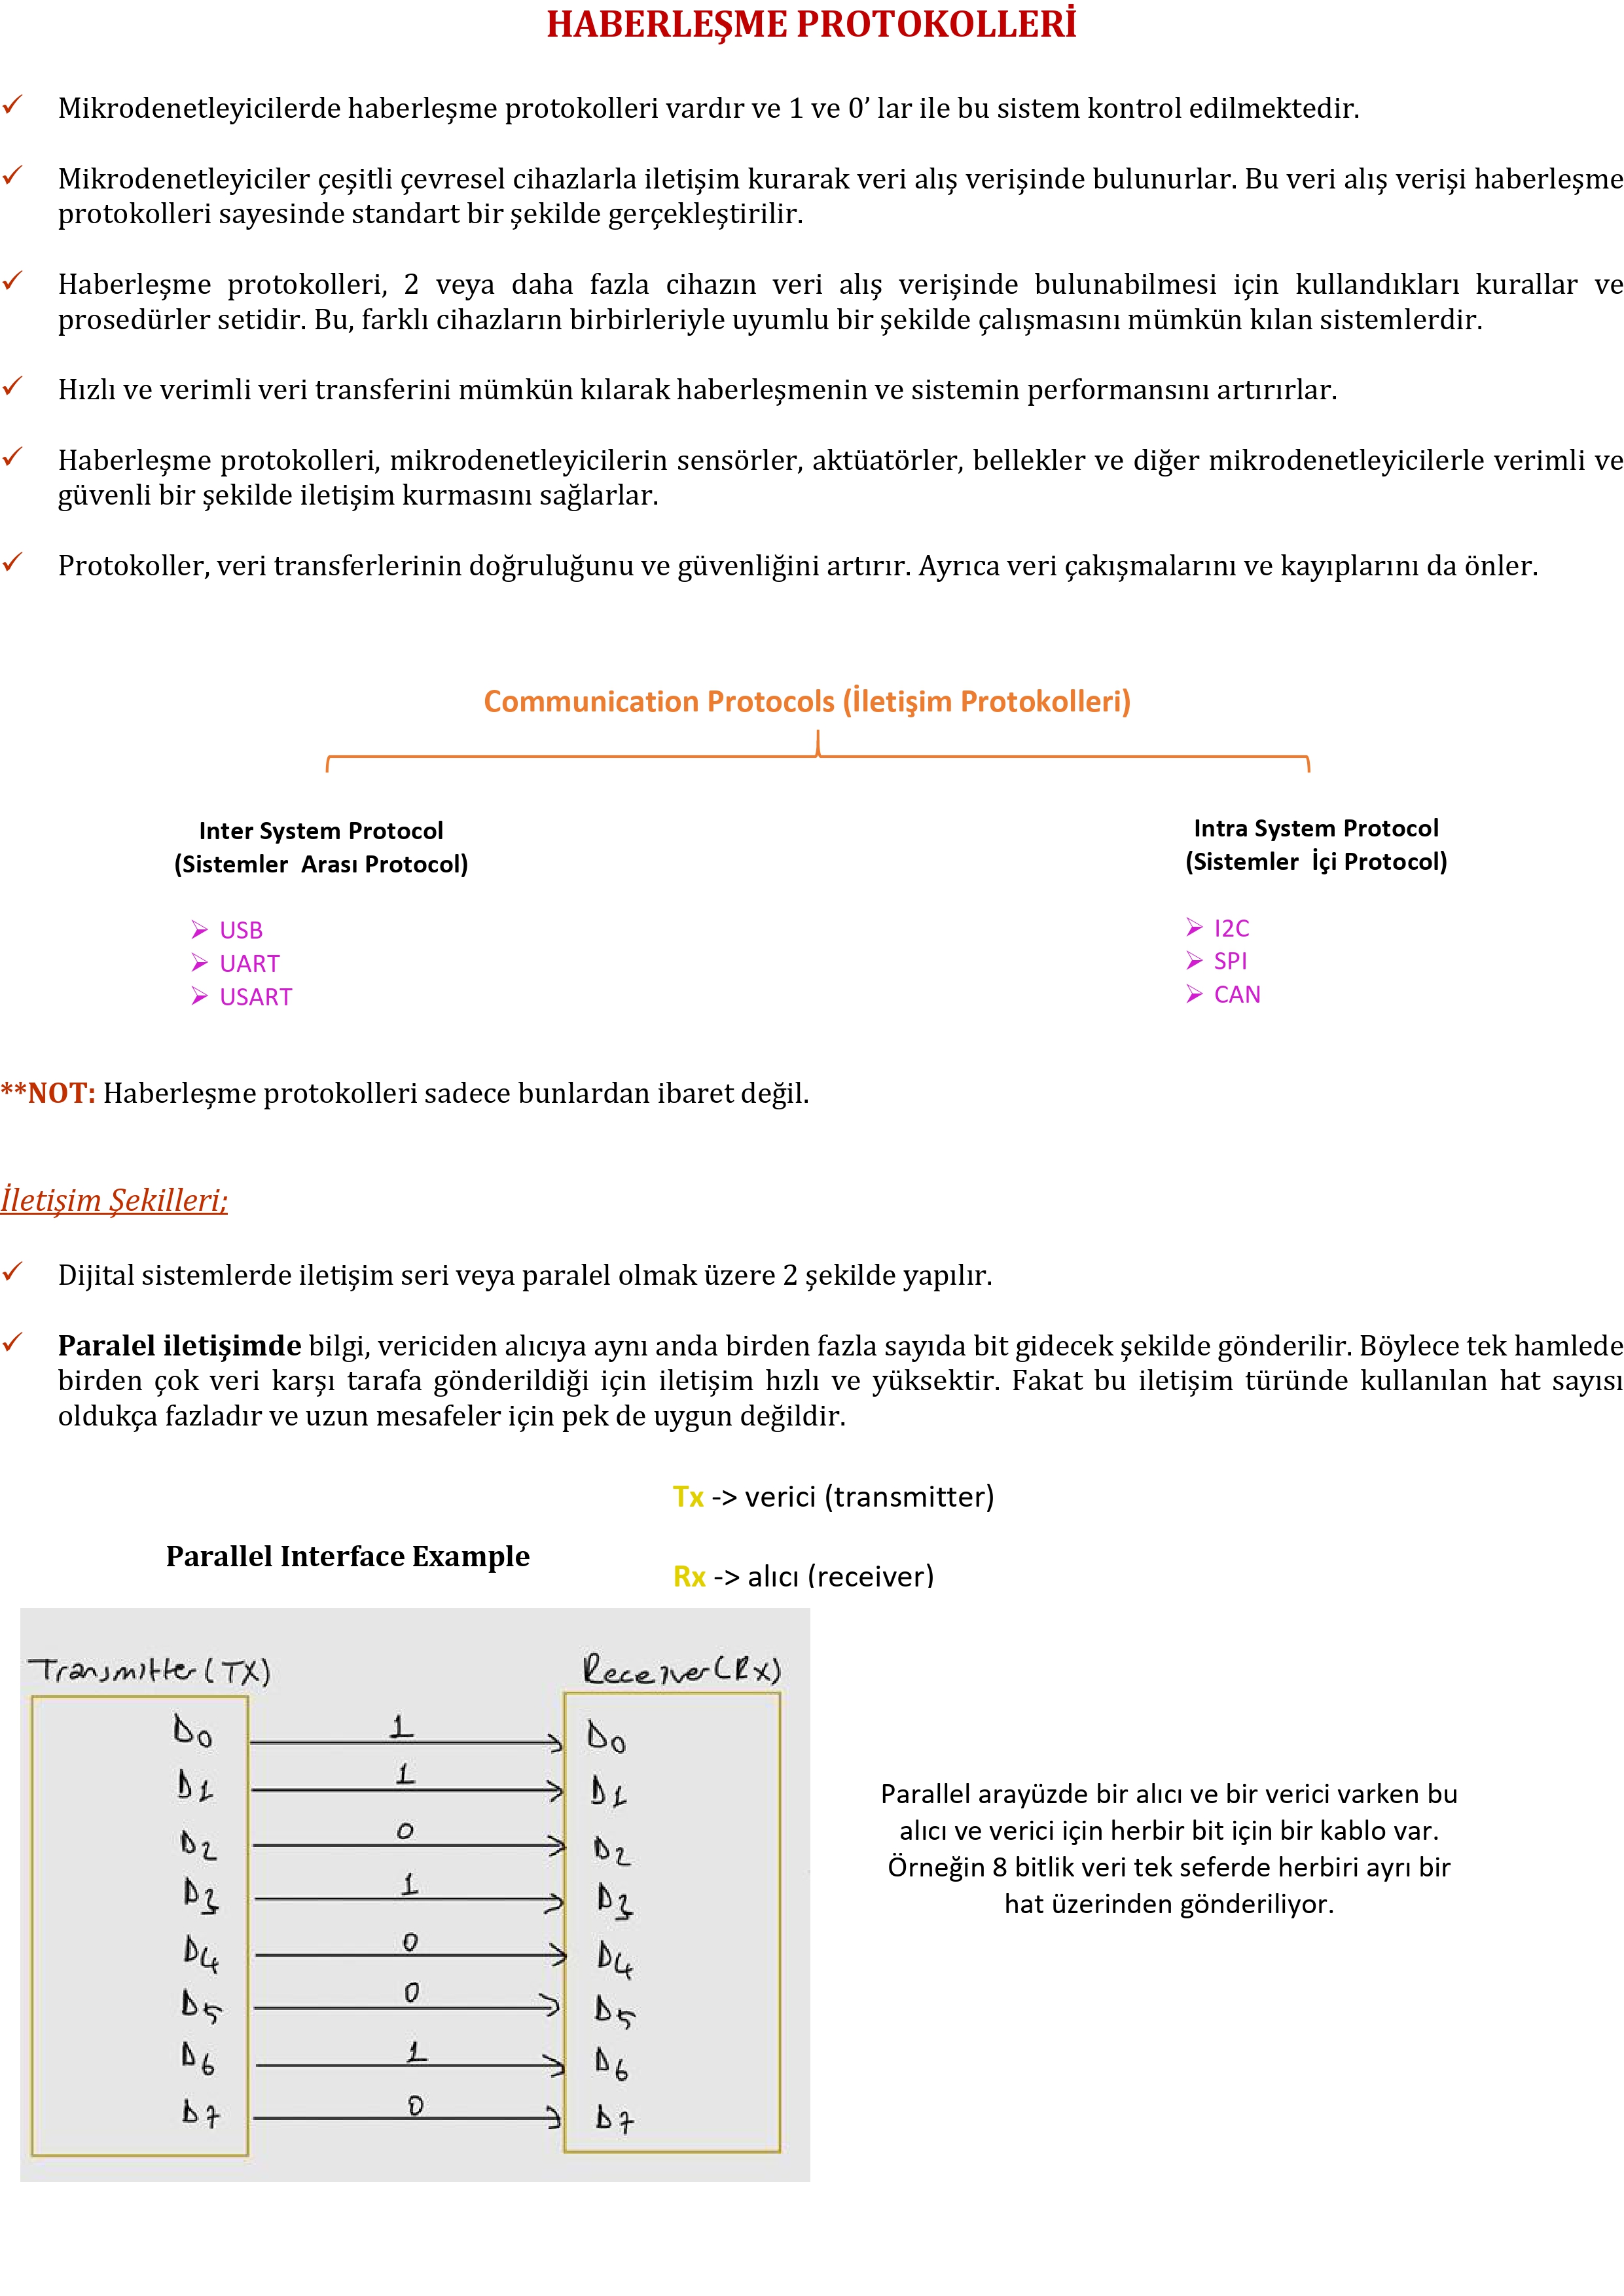 HABERLEŞME PROTOKOLLERİ
✓ Mikrodenetleyicilerde haberleşme protokolleri vardır ve 1 ve 0’ lar ile bu sistem kontrol edilmektedir.
✓ Mikrodenetleyiciler çeşitli çevresel cihazlarla iletişim kurarak veri alış verişinde bulunurlar. Bu veri alış verişi haberleşme
protokolleri sayesinde standart bir şekilde gerçekleştirilir.
✓ Haberleşme protokolleri, 2 veya daha fazla cihazın veri alış verişinde bulunabilmesi için kullandıkları kurallar ve
prosedürler setidir. Bu, farklı cihazların birbirleriyle uyumlu bir şekilde çalışmasını mümkün kılan sistemlerdir.
✓ Hızlı ve verimli veri transferini mümkün kılarak haberleşmenin ve sistemin performansını artırırlar.
✓ Haberleşme protokolleri, mikrodenetleyicilerin sensörler, aktüatörler, bellekler ve diğer mikrodenetleyicilerle verimli ve
güvenli bir şekilde iletişim kurmasını sağlarlar.
✓ Protokoller, veri transferlerinin doğruluğunu ve güvenliğini artırır. Ayrıca veri çakışmalarını ve kayıplarını da önler.
Communication Protocols (İletişim Protokolleri)
Inter System Protocol
(Sistemler Arası Protocol)
➢ USB
➢ UART
➢ USART
Intra System Protocol
(Sistemler İçi Protocol)
➢ I2C
➢ SPI
➢ CAN
**NOT: Haberleşme protokolleri sadece bunlardan ibaret değil.
İletişim Şekilleri;
✓ Dijital sistemlerde iletişim seri veya paralel olmak üzere 2 şekilde yapılır.
✓ Paralel iletişimde bilgi, vericiden alıcıya aynı anda birden fazla sayıda bit gidecek şekilde gönderilir. Böylece tek hamlede
birden çok veri karşı tarafa gönderildiği için iletişim hızlı ve yüksektir. Fakat bu iletişim türünde kullanılan hat sayısı
oldukça fazladır ve uzun mesafeler için pek de uygun değildir.
Tx -> verici (transmitter)
Parallel Interface Example
Rx -> alıcı (receiver)
Transmitter (TX) Receiver (Rx)
D0 1 D0
D1 1 D1
D2 0 D2
D3 1 D3
D4 0 D4
D5 0 D5
D6 1 D6
D7 0 D7
Parallel arayüzde bir alıcı ve bir verici varken bu
alıcı ve verici için herbir bit için bir kablo var.
Örneğin 8 bitlik veri tek seferde herbiri ayrı bir
hat üzerinden gönderiliyor.